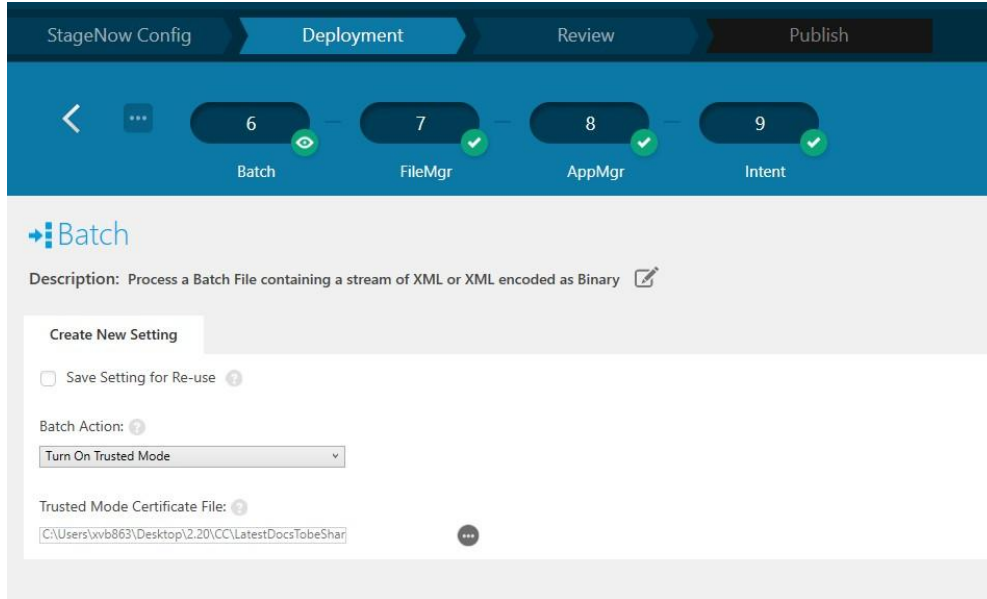 StageNow Config Deployment Review Publish
6 7 8 9
Batch FileMgr AppMgr Intent
Batch
Description: Process a Batch File containing a stream of XML or XML encoded as Binary
Create New Setting
Save Setting for Re-use
Batch Action:
Turn On Trusted Mode
Trusted Mode Certificate File:
C:\Users\xvb863\Desktop\2.20\CC\LatestDocsTobeShar